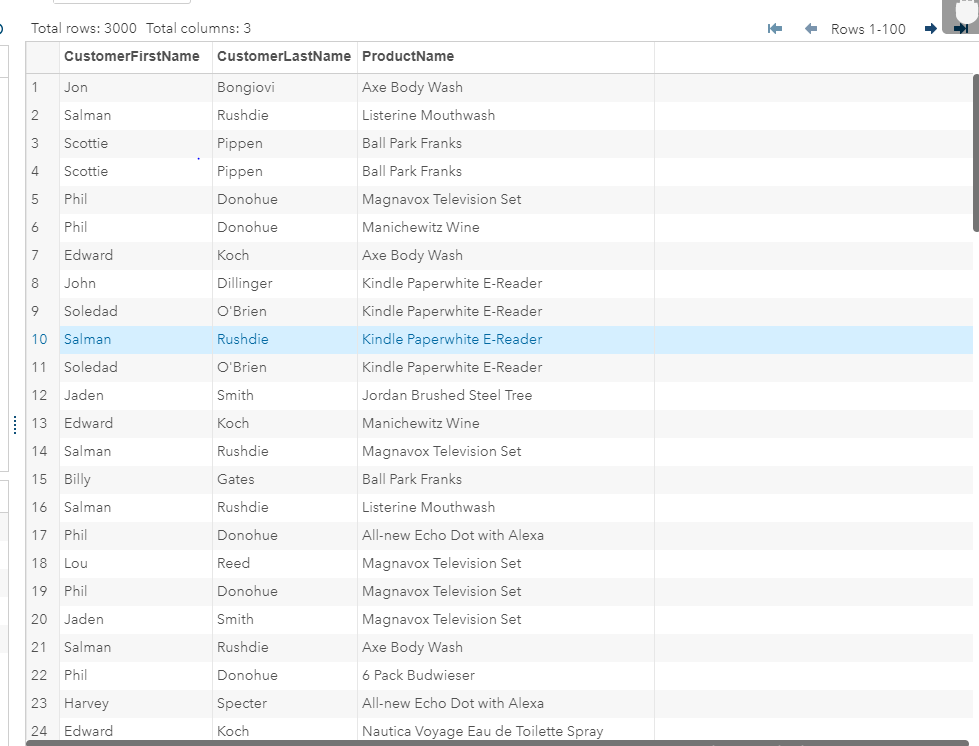 Total rows: 3000 Total columns: 3 Rows 1-100
CustomerFirstName CustomerLastName ProductName
1 Jon Bongiovi Axe Body Wash
2 Salman Rushdie Listerine Mouthwash
3 Scottie Pippen Ball Park Franks
4 Scottie Pippen Ball Park Franks
5 Phil Donohue Magnavox Television Set
6 Phil Donohue Manichewitz Wine
7 Edward Koch Axe Body Wash
8 John Dillinger Kindle Paperwhite E-Reader
9 Soledad O'Brien Kindle Paperwhite E-Reader
10 Salman Rushdie Kindle Paperwhite E-Reader
11 Soledad O'Brien Kindle Paperwhite E-Reader
12 Jaden Smith Jordan Brushed Steel Tree
13 Edward Koch Manichewitz Wine
14 Salman Rushdie Magnavox Television Set
15 Billy Gates Ball Park Franks
16 Salman Rushdie Listerine Mouthwash
17 Phil Donohue All-new Echo Dot with Alexa
18 Lou Reed Magnavox Television Set
19 Phil Donohue Magnavox Television Set
20 Jaden Smith Magnavox Television Set
21 Salman Rushdie Axe Body Wash
22 Phil Donohue 6 Pack Budwieser
23 Harvey Specter All-new Echo Dot with Alexa
24 Edward Koch Nautica Voyage Eau de Toilette Spray